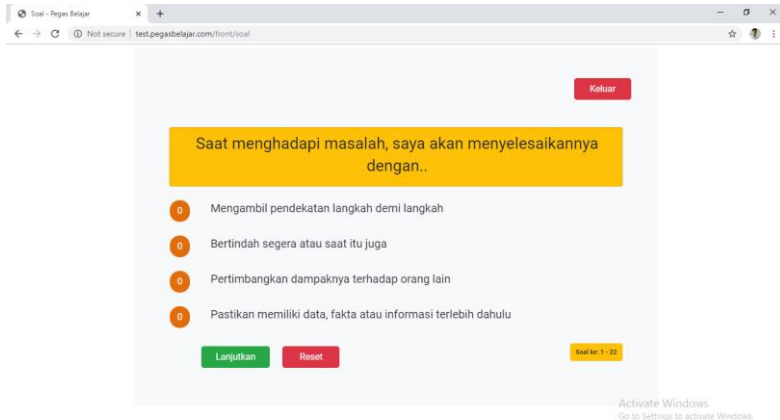 Soal - Pegas Belajar
Not secure
test.pegasbelajar.com/front/soal
Keluar
Saat menghadapi masalah, saya akan menyelesaikannya
dengan..
0 Mengambil pendekatan langkah demi langkah
0 Bertindah segera atau saat itu juga
0 Pertimbangkan dampaknya terhadap orang lain
0 Pastikan memiliki data, fakta atau informasi terlebih dahulu
Lanjutkan Reset Soal ke: 1 - 22
Activate Windows
Go to Settings to activate Windows.